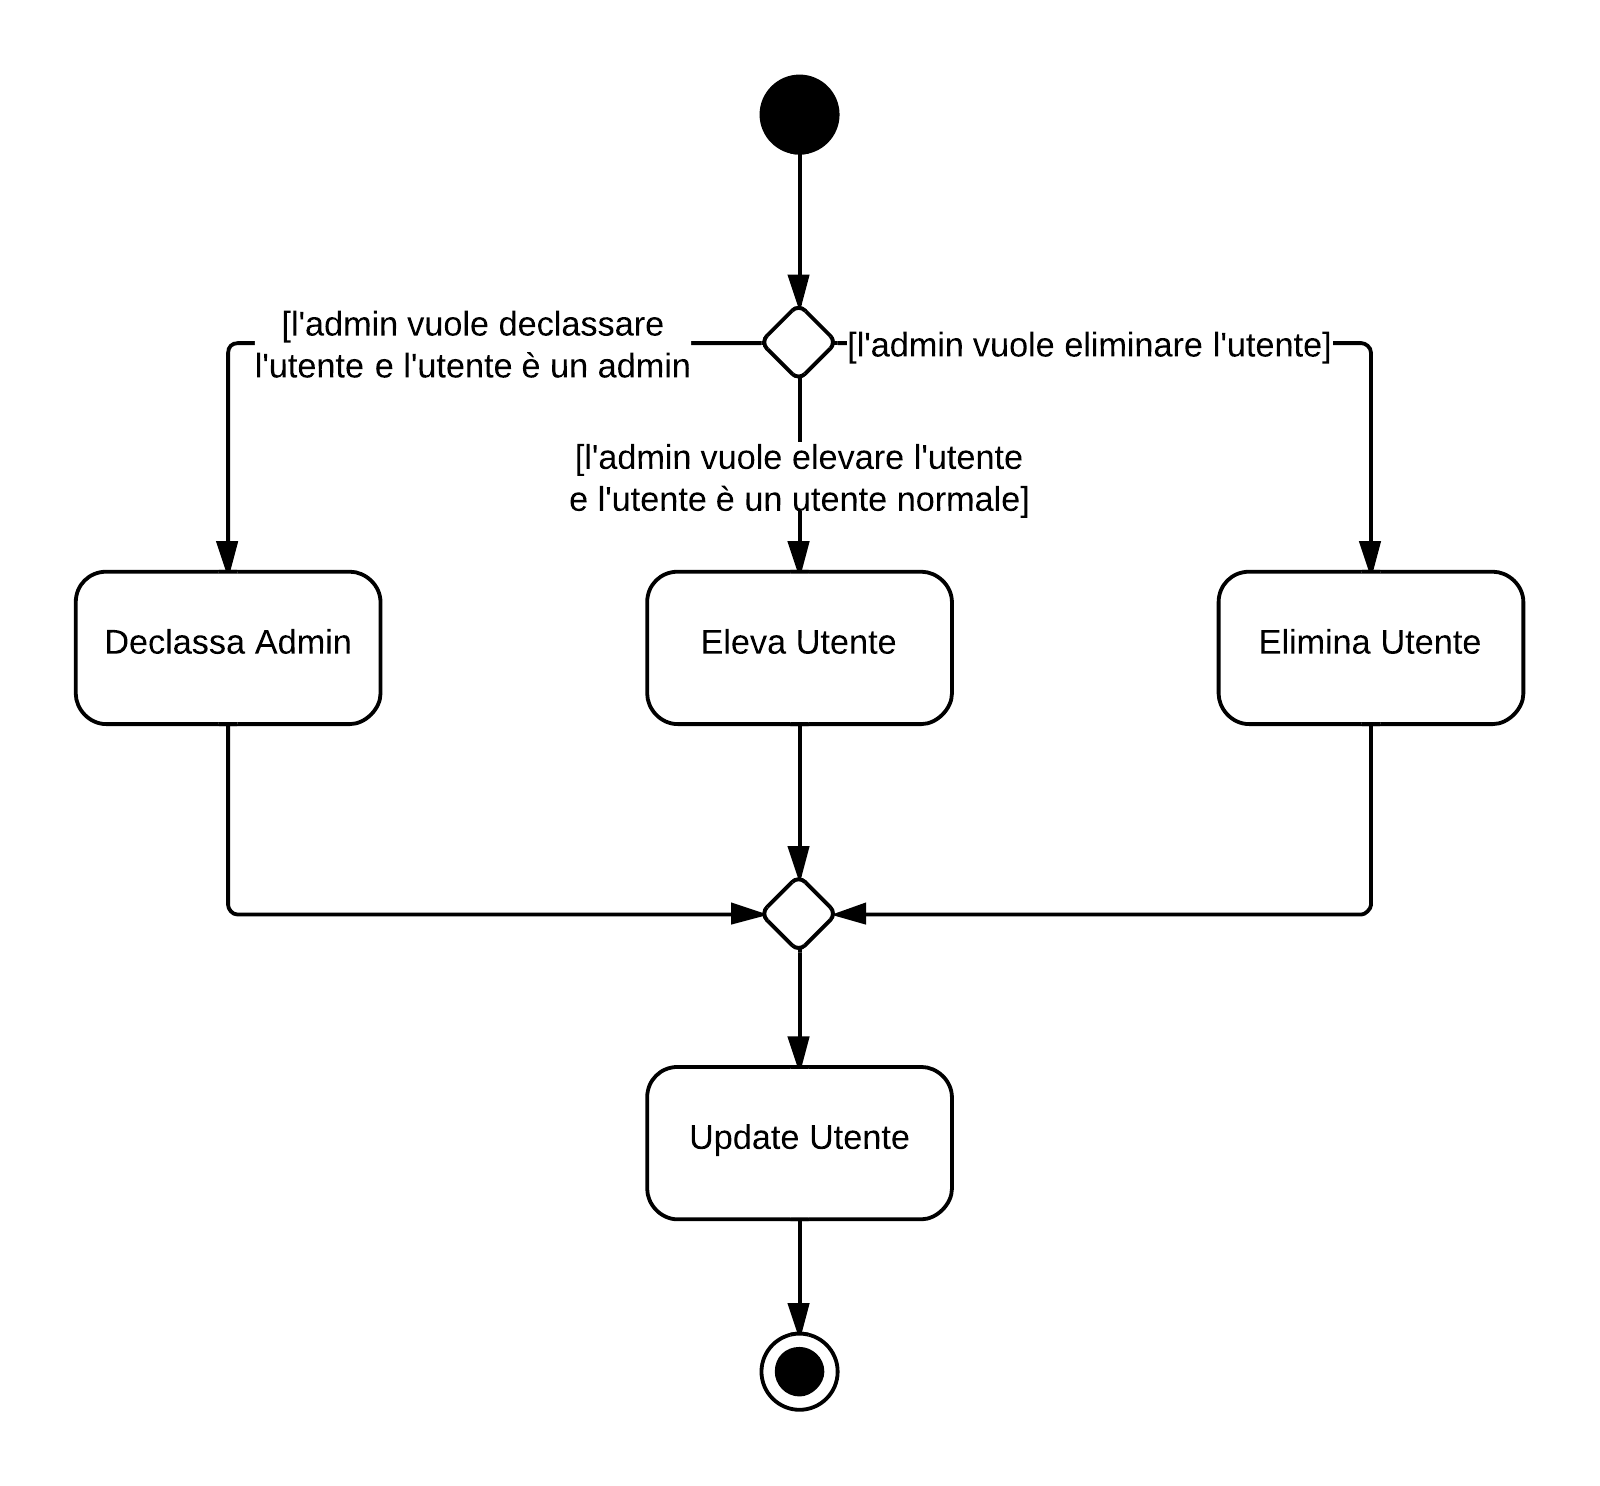 [l'admin vuole declassare
l'utente e l'utente è un admin
[l'admin vuole eliminare l'utente]
[l'admin vuole elevare l'utente
e l'utente è un utente normale]
Declassa Admin
Eleva Utente
Elimina Utente
Update Utente